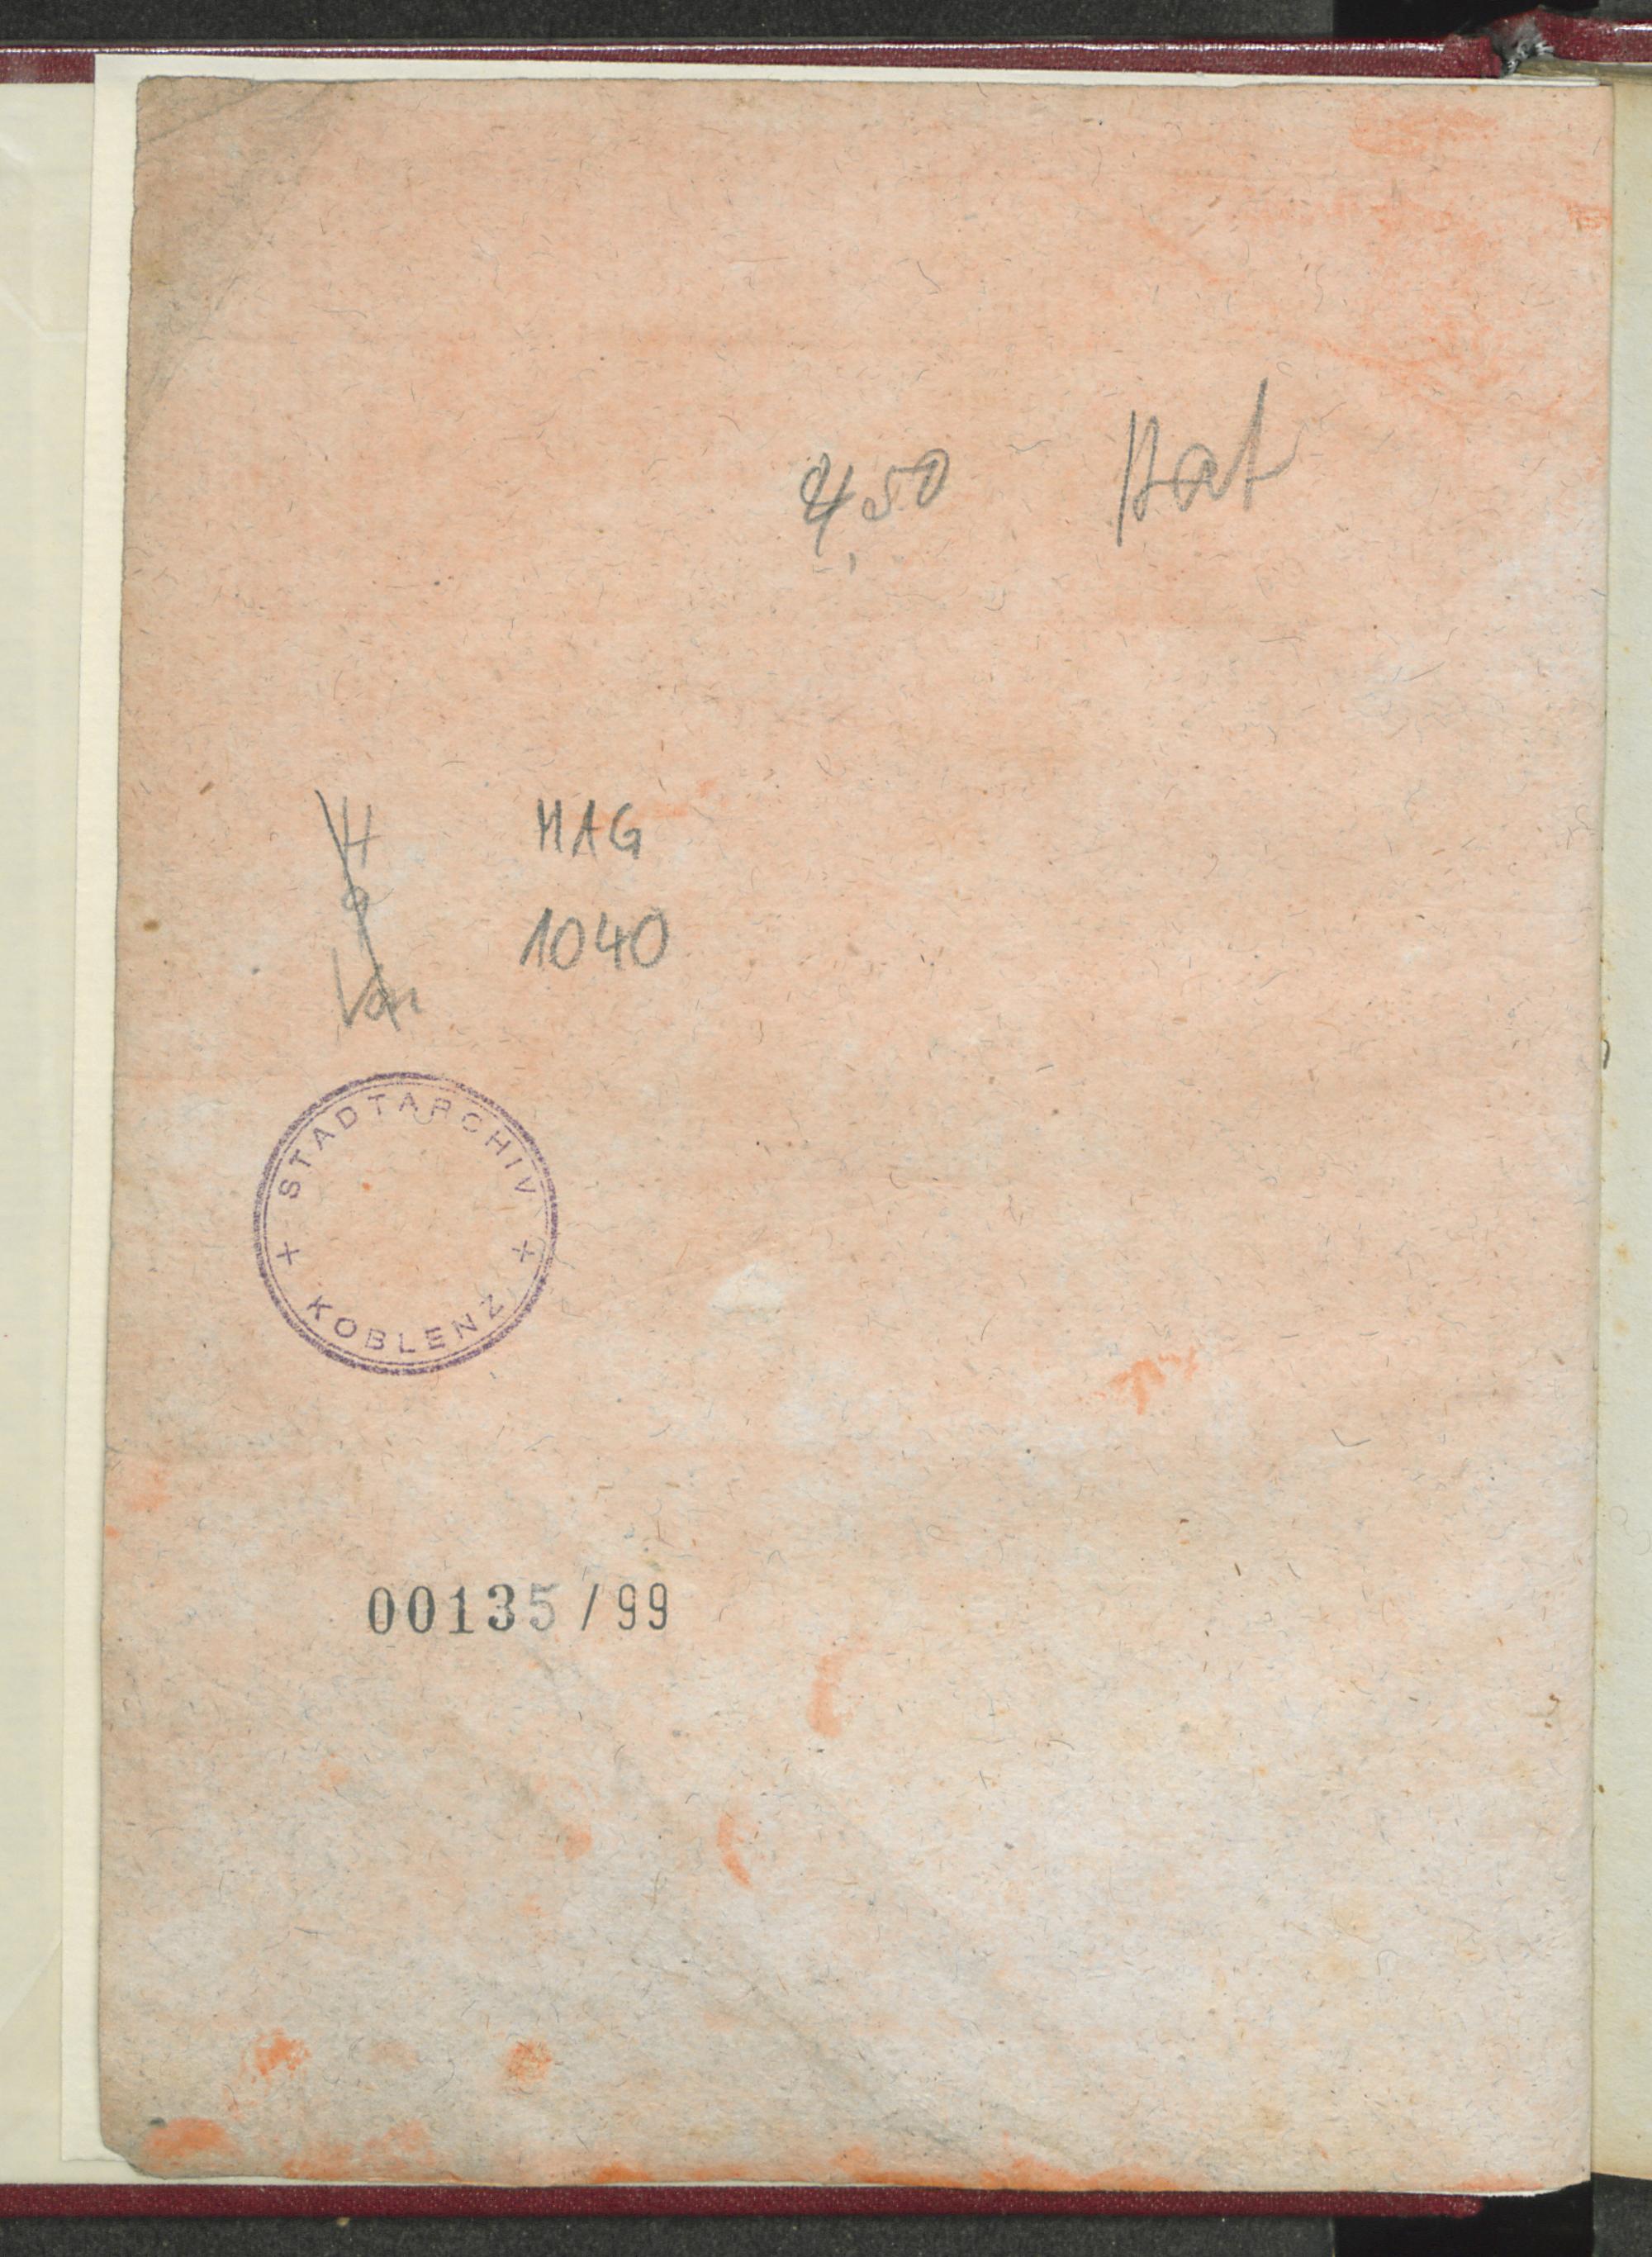 4,50
MAG
1040
STADTARCHIV
× KOBLENZ ×
00135/99